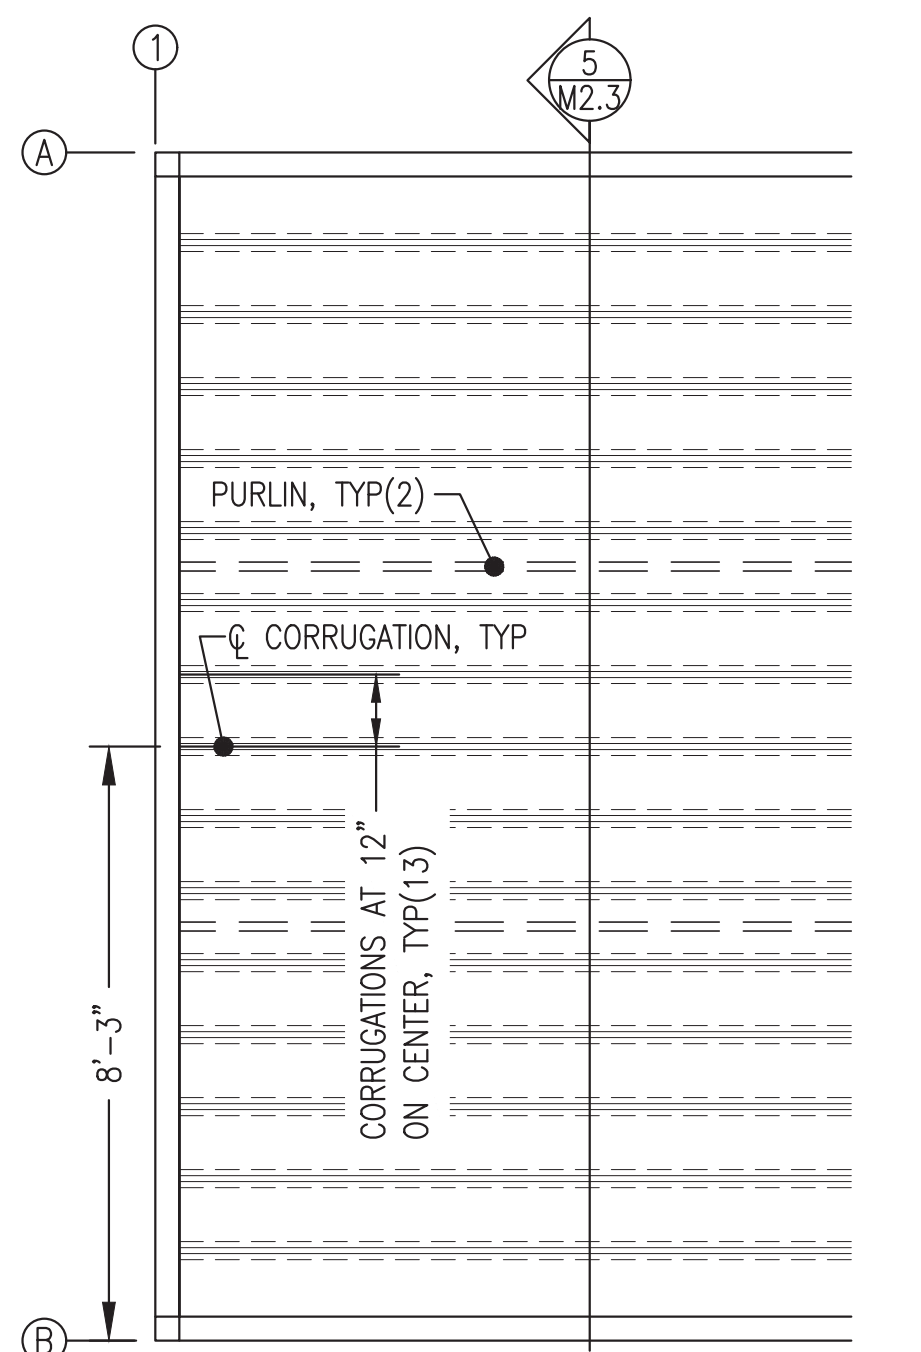 1
5
M2.3
A
PURLIN, TYP(2)
℄ CORRUGATION, TYP
CORRUGATIONS AT 12”
ON CENTER, TYP(13)
8’-3”
B